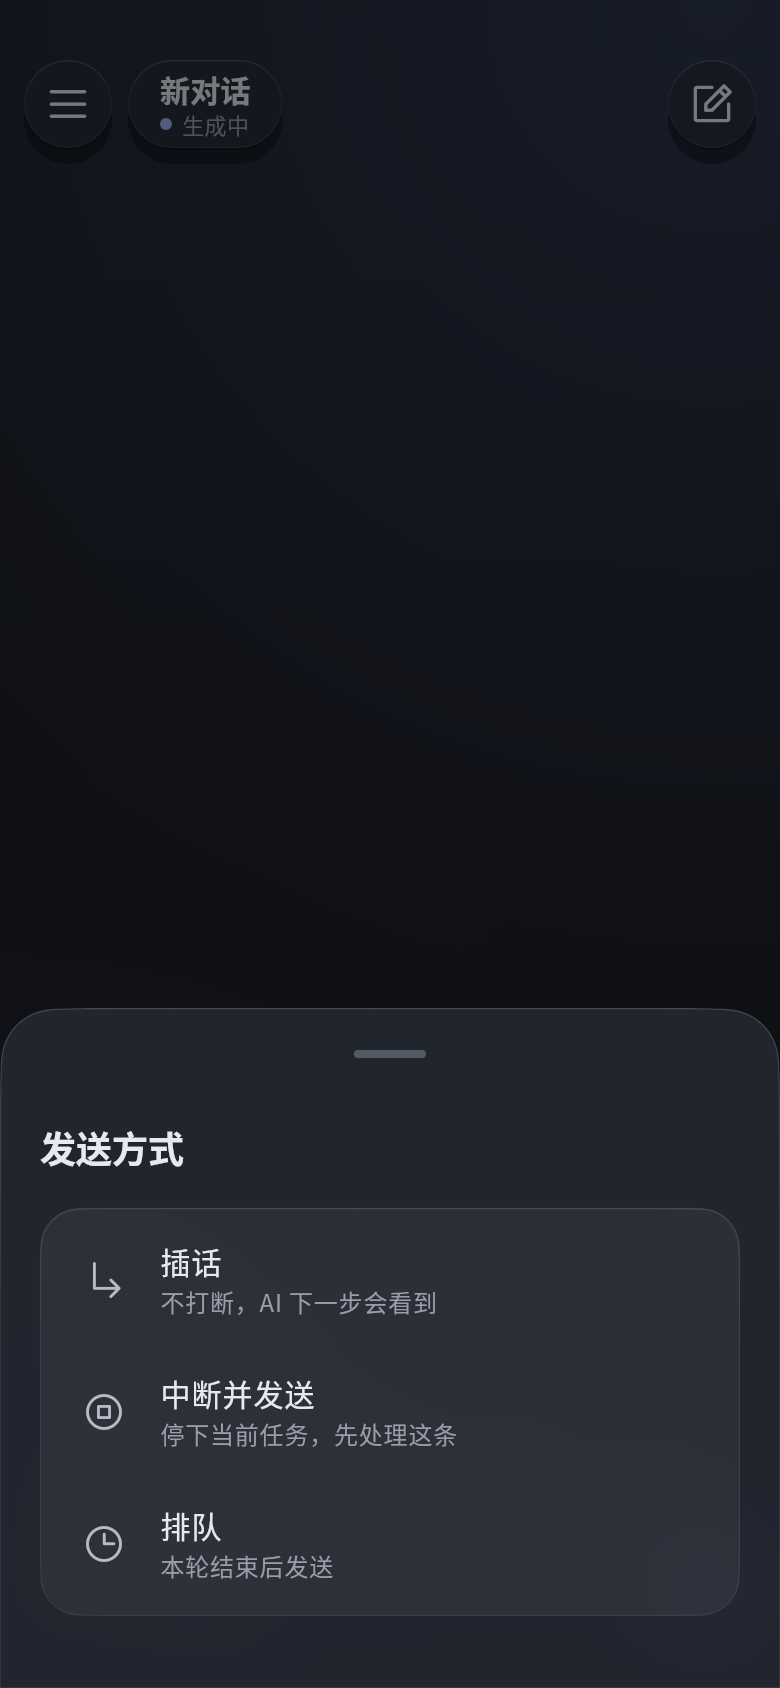 新对话
生成中
发送方式
插话
不打断，AI 下一步会看到
中断并发送
停下当前任务，先处理这条
排队
本轮结束后发送